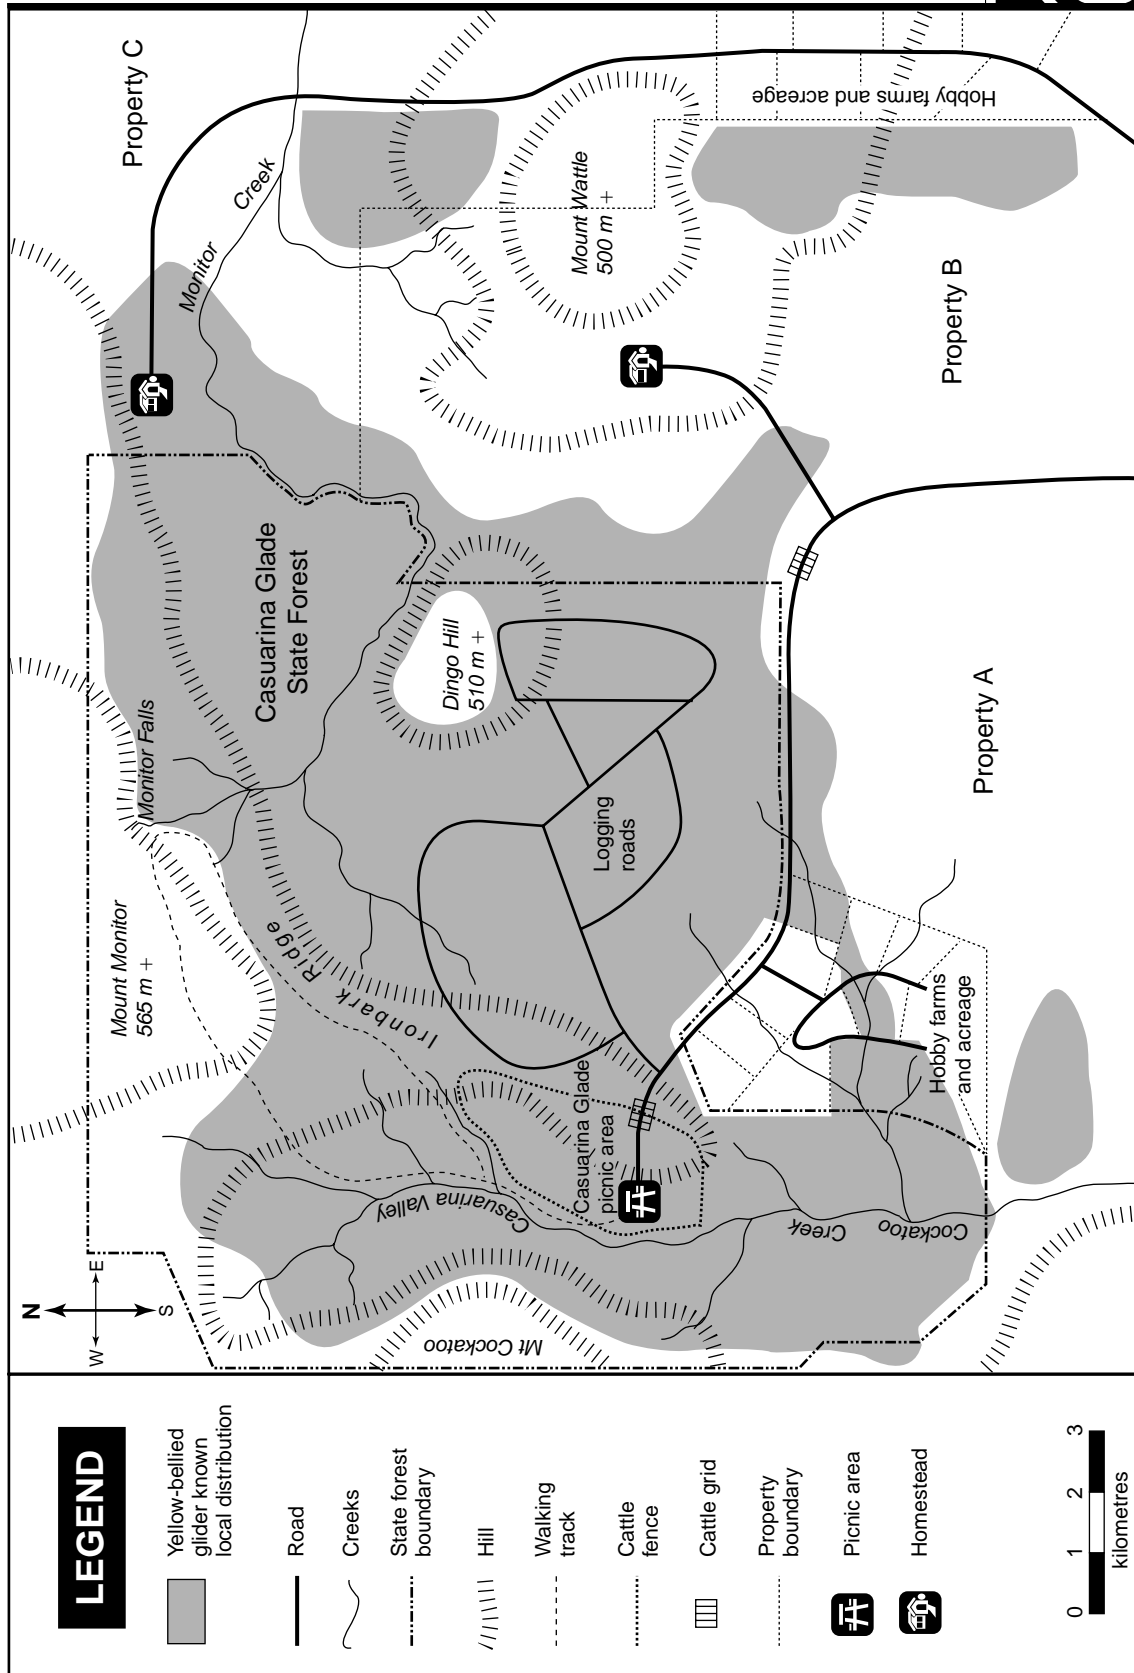 LEGEND
Yellow-bellied
glider known
local distribution
Road
Creeks
State forest
boundary
Hill
Walking
track
Cattle
fence
Cattle grid
Property
boundary
Picnic area
Homestead
0 1 2 3
kilometres
N
W
E
S
Mount Monitor
565 m +
Monitor Falls
Casuarina Glade
State Forest
Monitor
Creek
Property C
Ironbark Ridge
Dingo Hill
510 m +
Mount Wattle
500 m +
Hobby farms and acreage
Logging
roads
Casuarina Valley
Mt Cockatoo
Casuarina Glade
picnic area
Cockatoo
Creek
Hobby farms
and acreage
Property A
Property B